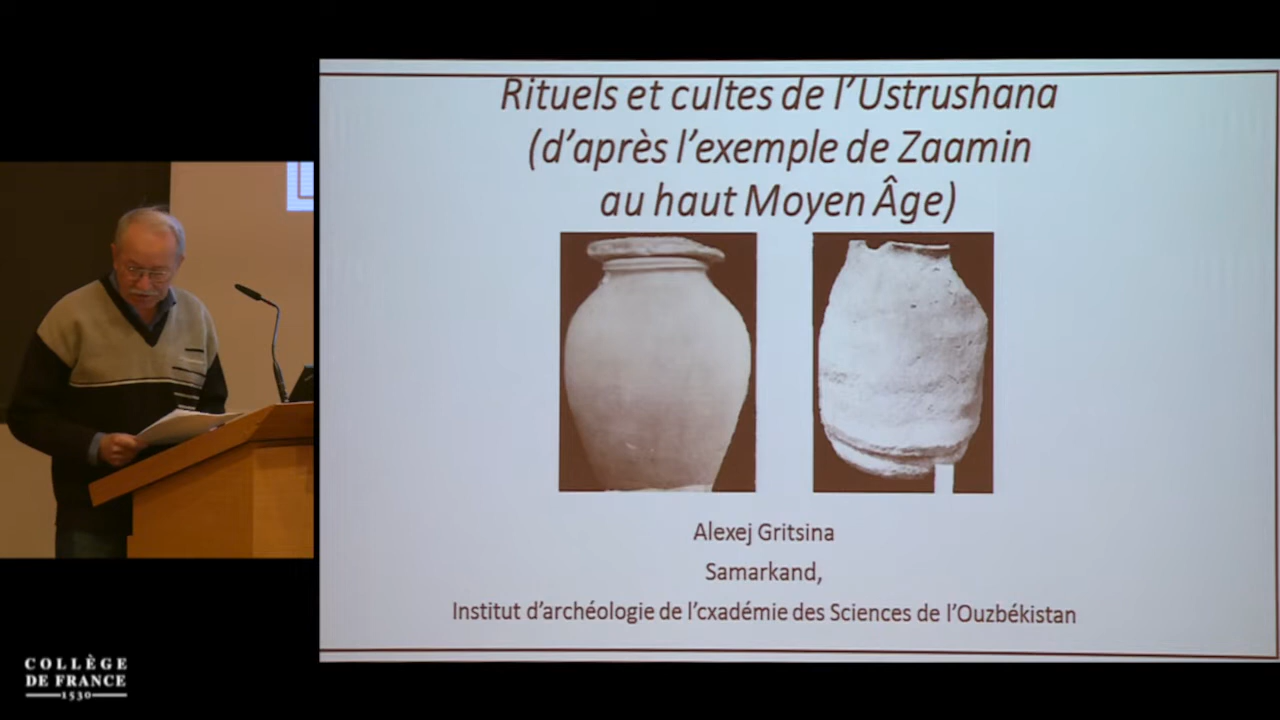 Rituels et cultes de l'Ustrushana
(d'après l'exemple de Zaamin
au haut Moyen Âge)
Alexej Gritsina
Samarkand,
Institut d'archéologie de l'cxadémie des Sciences de l'Ouzbékistan
COLLÈGE
DE FRANCE
1530